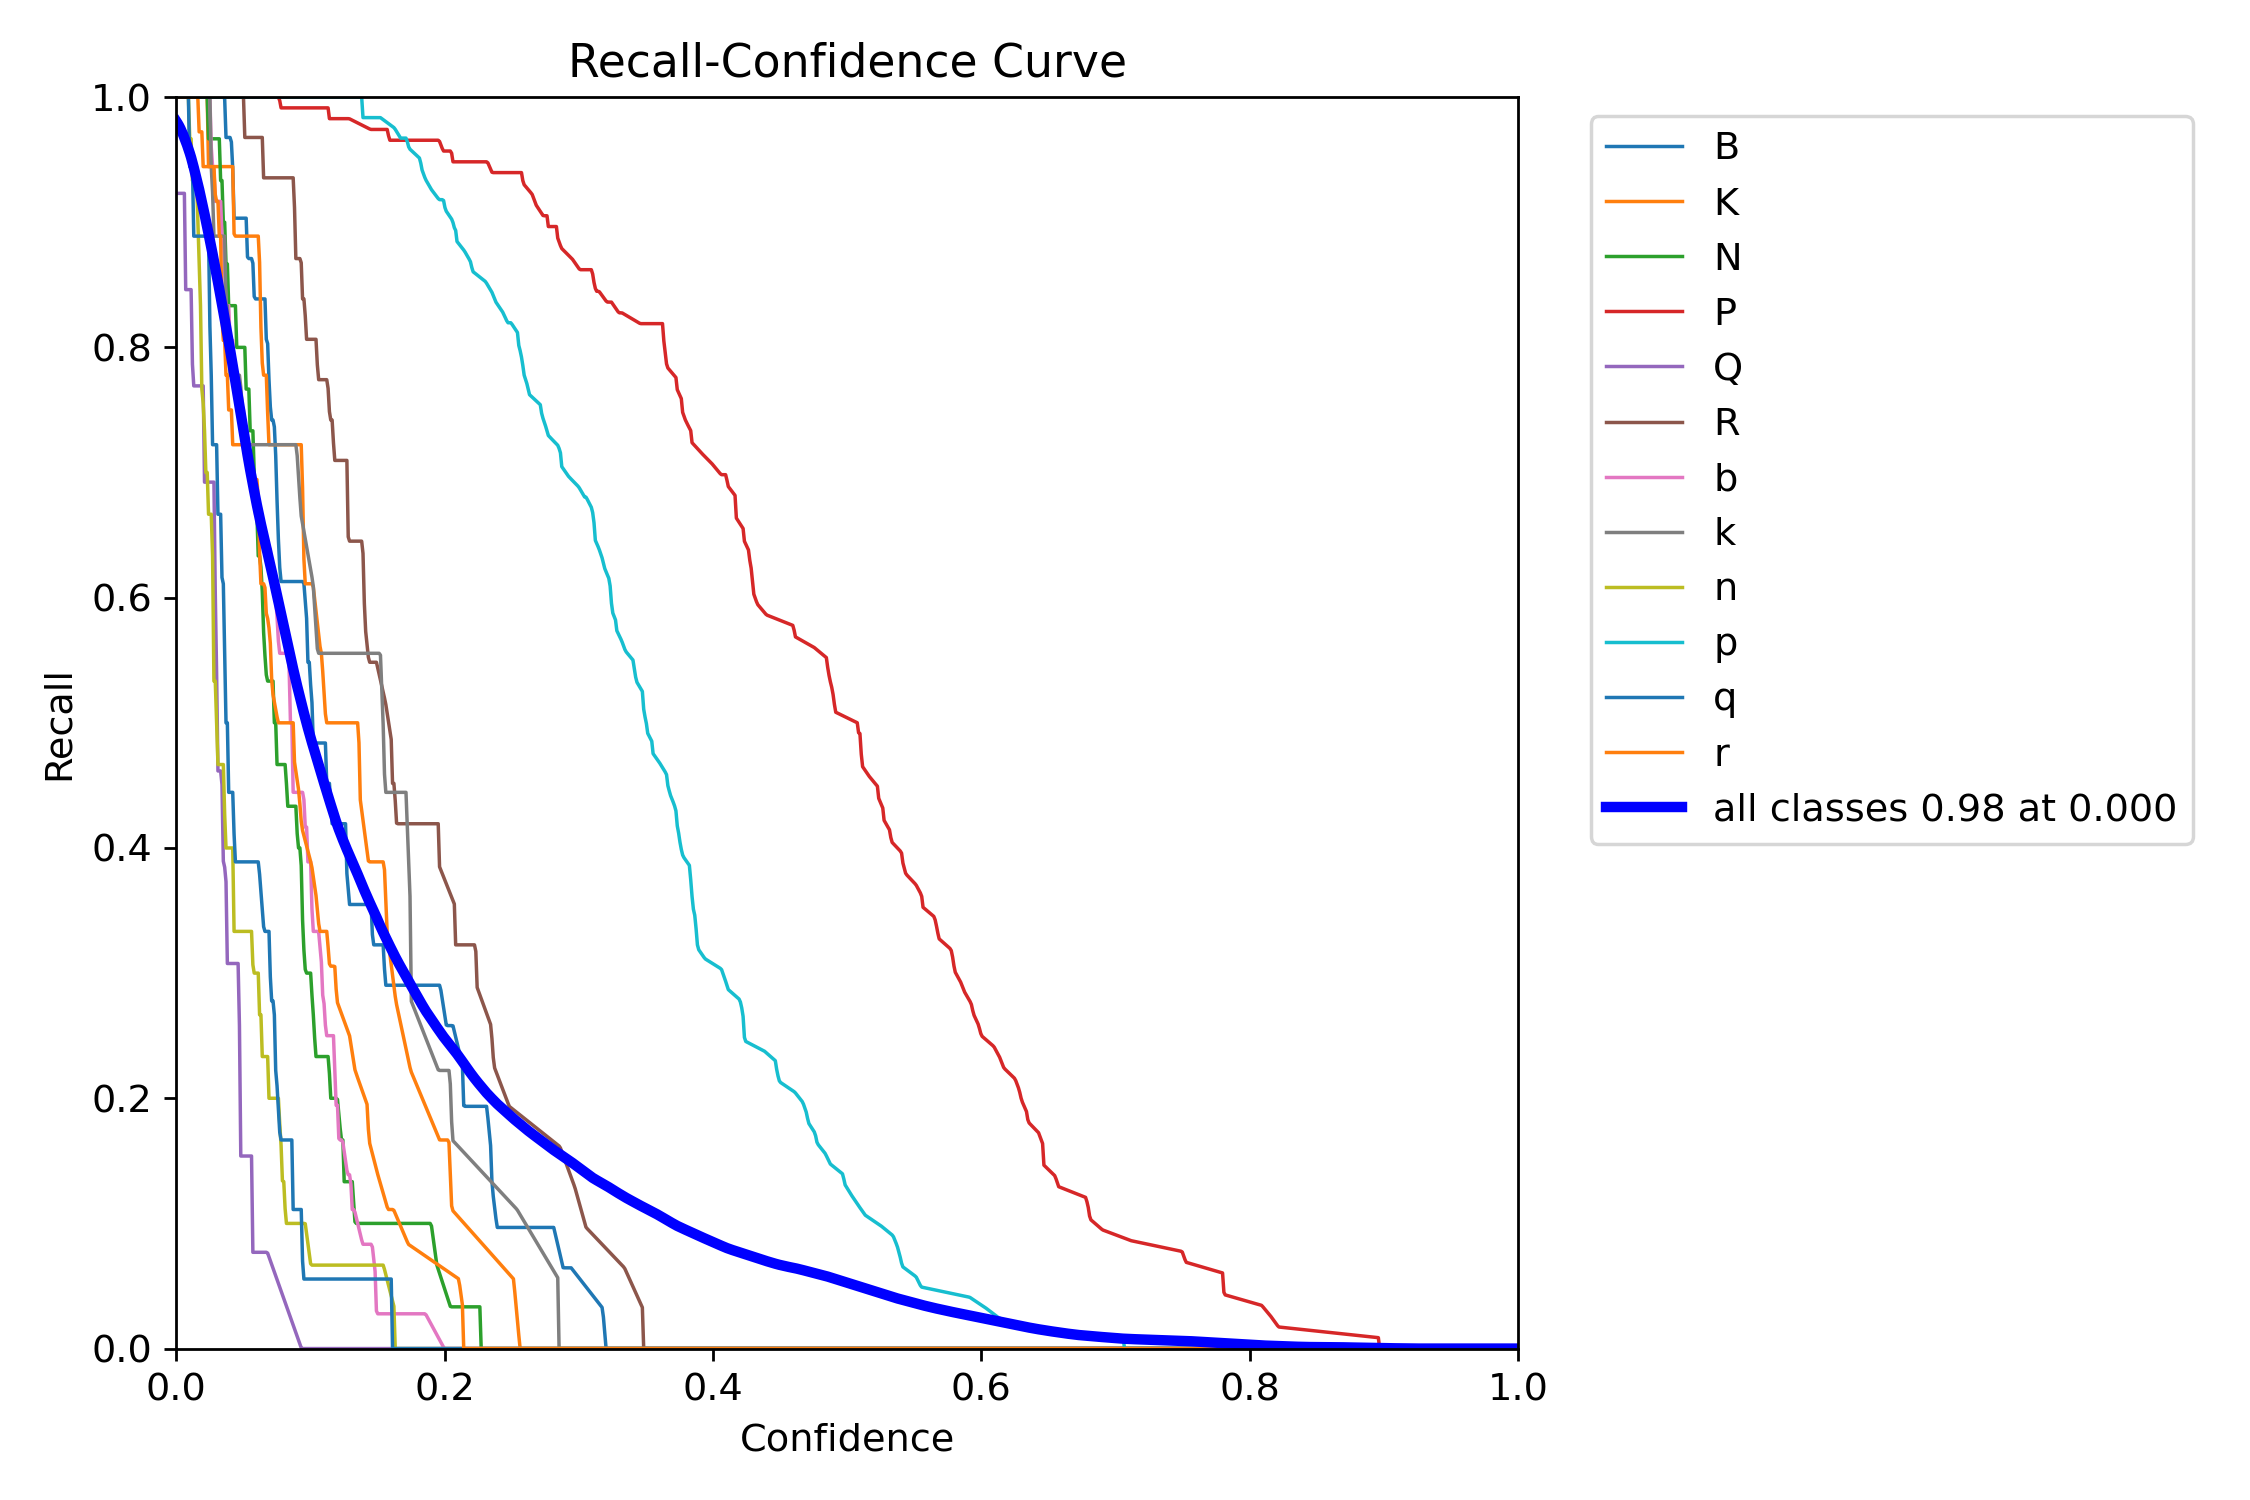 Recall-Confidence Curve
1.0
0.8
0.6
0.4
0.2
0.0
Recall
0.0 0.2 0.4 0.6 0.8 1.0
Confidence
B
K
N
P
Q
R
b
k
n
p
q
r
all classes 0.98 at 0.000